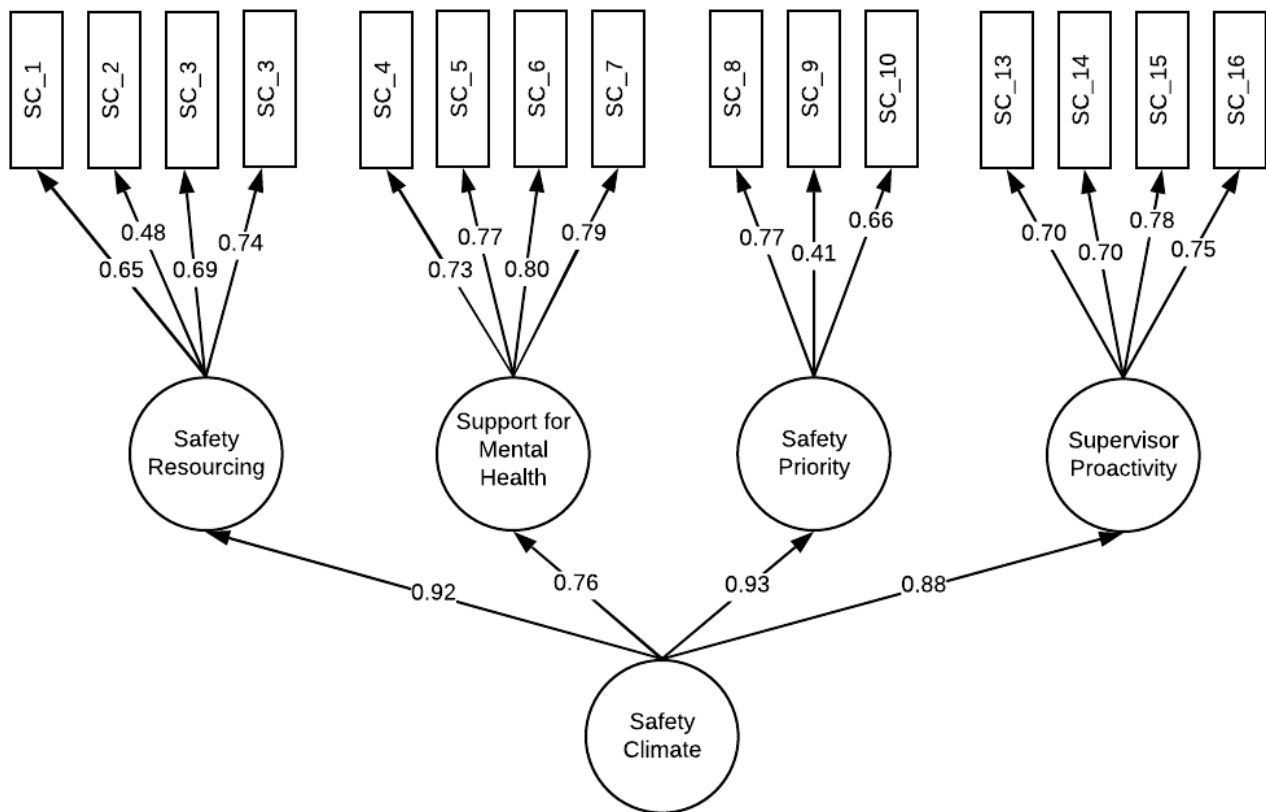 SC_1
SC_2
SC_3
SC_3
SC_4
SC_5
SC_6
SC_7
SC_8
SC_9
SC_10
SC_13
SC_14
SC_15
SC_16
0.65
0.48
0.69
0.74
0.73
0.77
0.80
0.79
0.77
0.41
0.66
0.70
0.70
0.78
0.75
Safety
Resourcing
Support for
Mental
Health
Safety
Priority
Supervisor
Proactivity
0.92
0.76
0.93
0.88
Safety
Climate